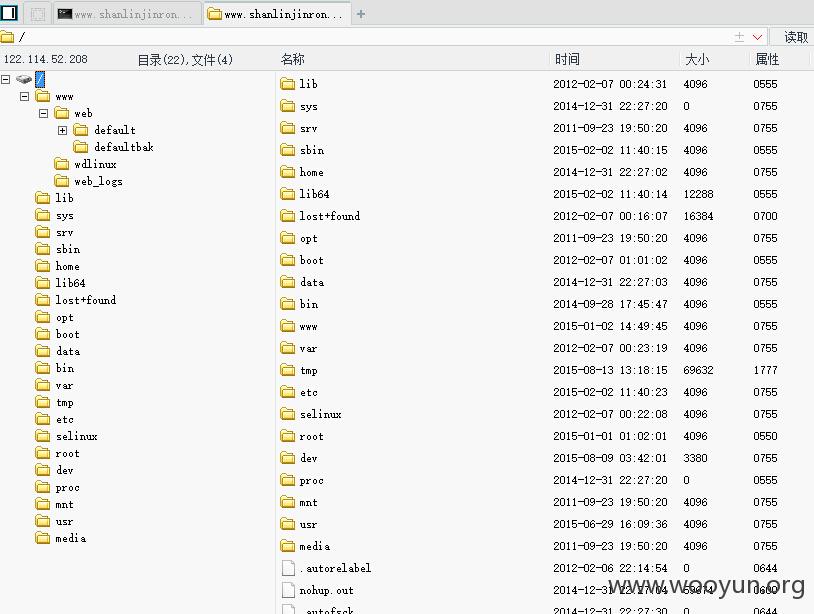 www.shanlinjinron... www.shanlinjinron... +
/ 读取
122.114.52.208 目录(22),文件(4) 名称 时间 大小 属性
/
www
web
default
defaultbak
wdlinux
web_logs
lib
sys
srv
sbin
home
lib64
lost+found
opt
boot
data
bin
var
tmp
etc
selinux
root
dev
proc
mnt
usr
media
lib 2012-02-07 00:24:31 4096 0555
sys 2014-12-31 22:27:20 0 0755
srv 2011-09-23 19:50:20 4096 0755
sbin 2015-02-02 11:40:15 4096 0555
home 2014-12-31 22:27:02 4096 0755
lib64 2015-02-02 11:40:14 12288 0555
lost+found 2012-02-07 00:16:07 16384 0700
opt 2011-09-23 19:50:20 4096 0755
boot 2012-02-07 01:01:02 4096 0555
data 2014-12-31 22:27:03 4096 0755
bin 2014-09-28 17:45:47 4096 0555
www 2015-01-02 14:49:45 4096 0755
var 2012-02-07 00:23:19 4096 0755
tmp 2015-08-13 13:18:15 69632 1777
etc 2015-02-02 11:40:23 4096 0755
selinux 2012-02-07 00:22:08 4096 0755
root 2015-01-01 01:02:01 4096 0550
dev 2015-08-09 03:42:01 3380 0755
proc 2014-12-31 22:27:20 0 0555
mnt 2011-09-23 19:50:20 4096 0755
usr 2015-06-29 16:09:36 4096 0755
media 2011-09-23 19:50:20 4096 0755
.autorelabel 2012-02-06 22:14:54 0 0644
nohup.out 2014-12-31 0600
.autofsck 2014-12-31 22:27:30 0 0644
www.wooyun.org